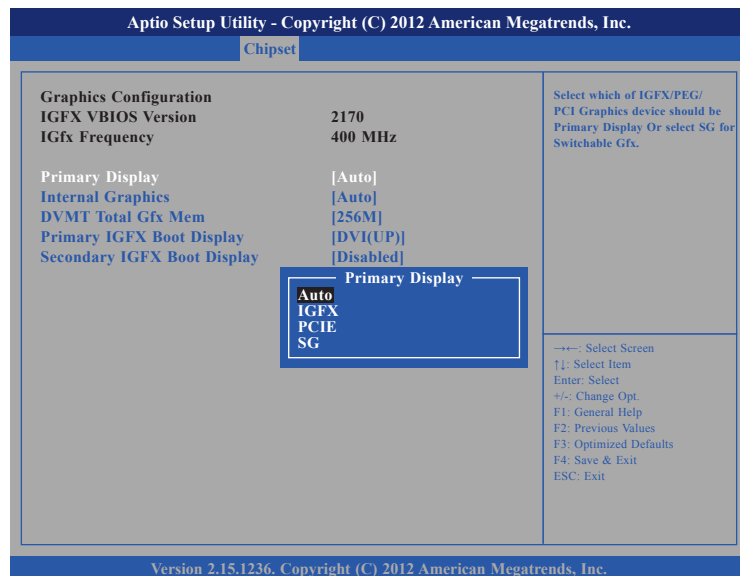 Aptio Setup Utility - Copyright (C) 2012 American Megatrends, Inc.
Chipset
Graphics Configuration
IGFX VBIOS Version 2170
IGfx Frequency 400 MHz
Primary Display [Auto]
Internal Graphics [Auto]
DVMT Total Gfx Mem [256M]
Primary IGFX Boot Display [DVI(UP)]
Secondary IGFX Boot Display [Disabled]
Primary Display
Auto
IGFX
PCIE
SG
Select which of IGFX/PEG/
PCI Graphics device should be
Primary Display Or select SG for
Switchable Gfx.
→←: Select Screen
↑↓: Select Item
Enter: Select
+/-: Change Opt.
F1: General Help
F2: Previous Values
F3: Optimized Defaults
F4: Save & Exit
ESC: Exit
Version 2.15.1236. Copyright (C) 2012 American Megatrends, Inc.